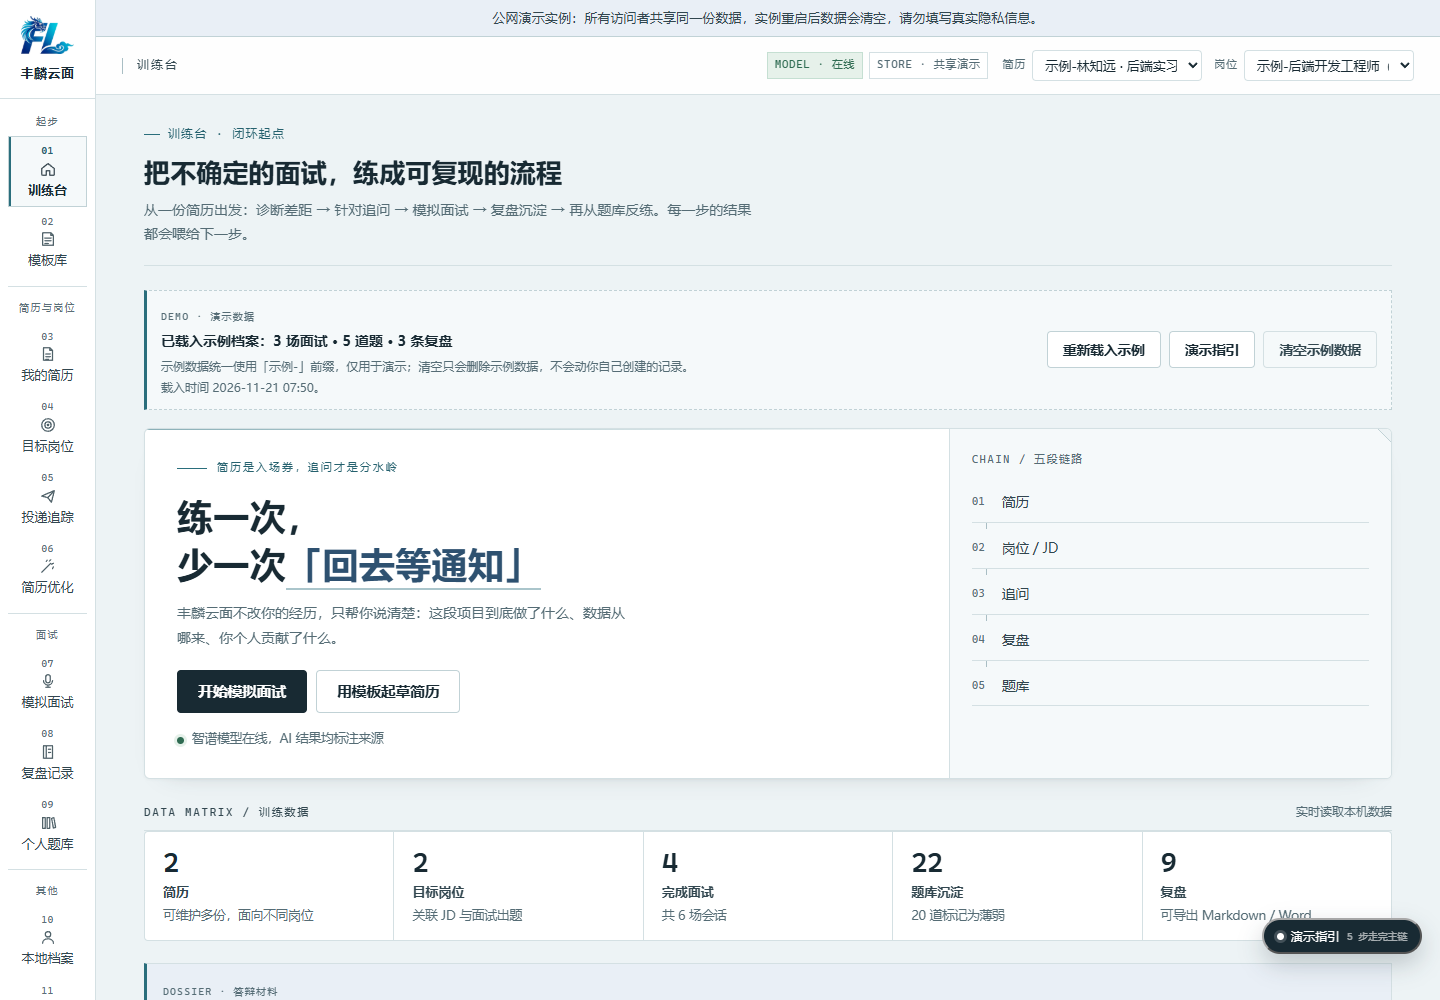 公网演示实例：所有访问者共享同一份数据，实例重启后数据会清空，请勿填写真实隐私信息。
FL
丰麟云面
训练台
MODEL · 在线
STORE · 共享演示
简历
示例-林知远 · 后端实习
岗位
示例-后端开发工程师（
起步
01
训练台
02
模板库
简历与岗位
03
我的简历
04
目标岗位
05
投递追踪
06
简历优化
面试
07
模拟面试
08
复盘记录
09
个人题库
其他
10
本地档案
11
训练台 · 闭环起点
把不确定的面试，练成可复现的流程
从一份简历出发：诊断差距 → 针对追问 → 模拟面试 → 复盘沉淀 → 再从题库反练。每一步的结果
都会喂给下一步。
DEMO · 演示数据
已载入示例档案：3 场面试 • 5 道题 • 3 条复盘
示例数据统一使用「示例-」前缀，仅用于演示；清空只会删除示例数据，不会动你自己创建的记录。
载入时间 2026-11-21 07:50。
重新载入示例
演示指引
清空示例数据
简历是入场券，追问才是分水岭
练一次，
少一次「回去等通知」
丰麟云面不改你的经历，只帮你说清楚：这段项目到底做了什么、数据从
哪来、你个人贡献了什么。
开始模拟面试
用模板起草简历
智谱模型在线，AI 结果均标注来源
CHAIN / 五段链路
01 简历
02 岗位 / JD
03 追问
04 复盘
05 题库
DATA MATRIX / 训练数据
实时读取本机数据
2
简历
可维护多份，面向不同岗位
2
目标岗位
关联 JD 与面试出题
4
完成面试
共 6 场会话
22
题库沉淀
20 道标记为薄弱
9
复盘
可导出 Markdown / Word
演示指引 5 步走完主链
DOSSIER · 答辩材料